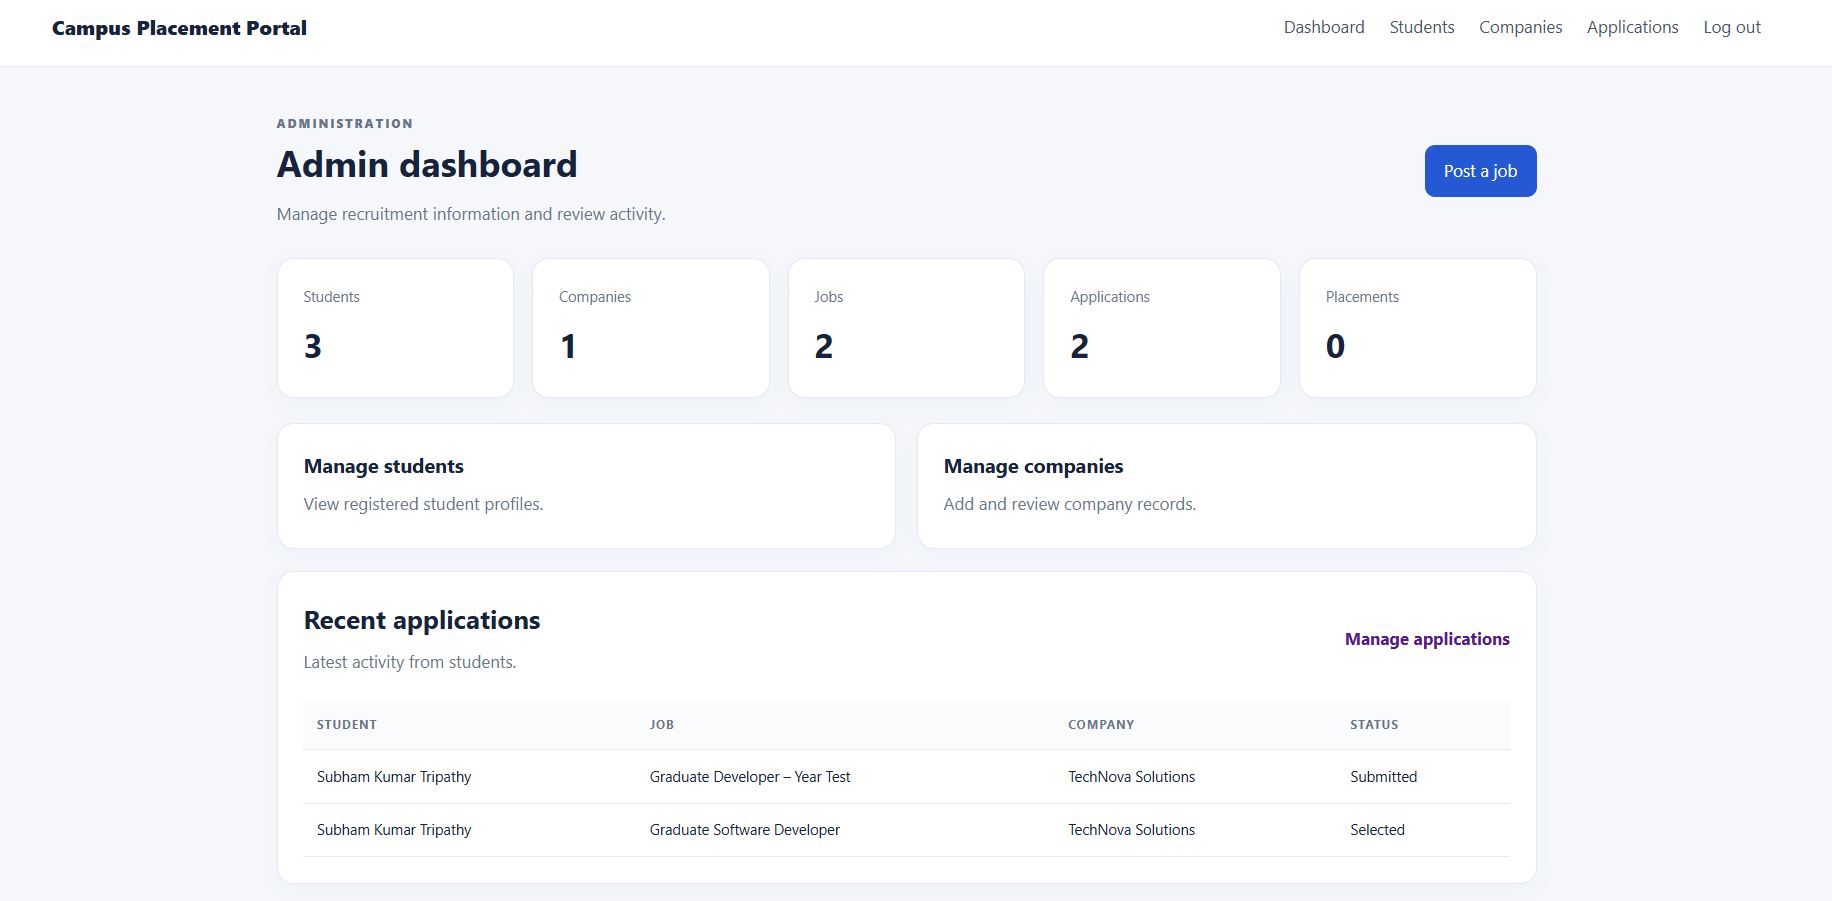 Campus Placement Portal
Dashboard Students Companies Applications Log out
ADMINISTRATION
Admin dashboard
Post a job
Manage recruitment information and review activity.
Students Companies Jobs Applications Placements
3 1 2 2 0
Manage students Manage companies
View registered student profiles. Add and review company records.
Recent applications
Manage applications
Latest activity from students.
STUDENT JOB COMPANY STATUS
Subham Kumar Tripathy Graduate Developer – Year Test TechNova Solutions Submitted
Subham Kumar Tripathy Graduate Software Developer TechNova Solutions Selected